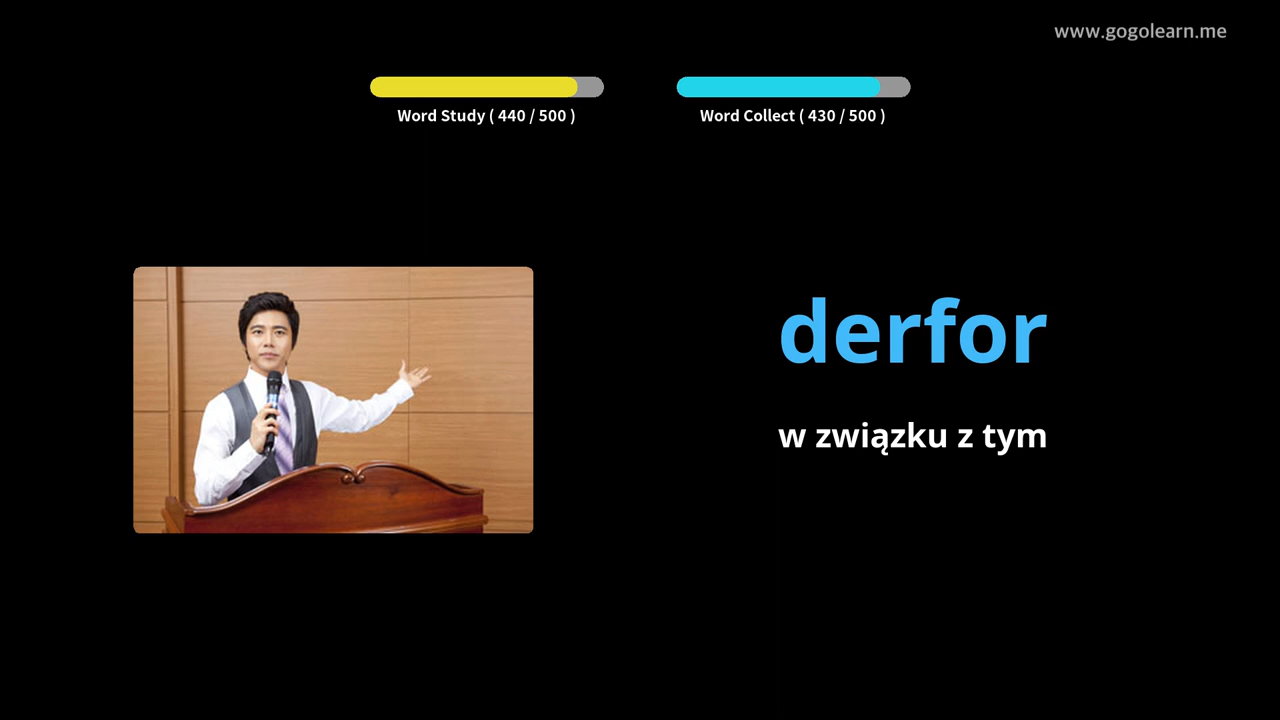 www.gogolearn.me
Word Study ( 440 / 500 )
Word Collect ( 430 / 500 )
derfor
w związku z tym